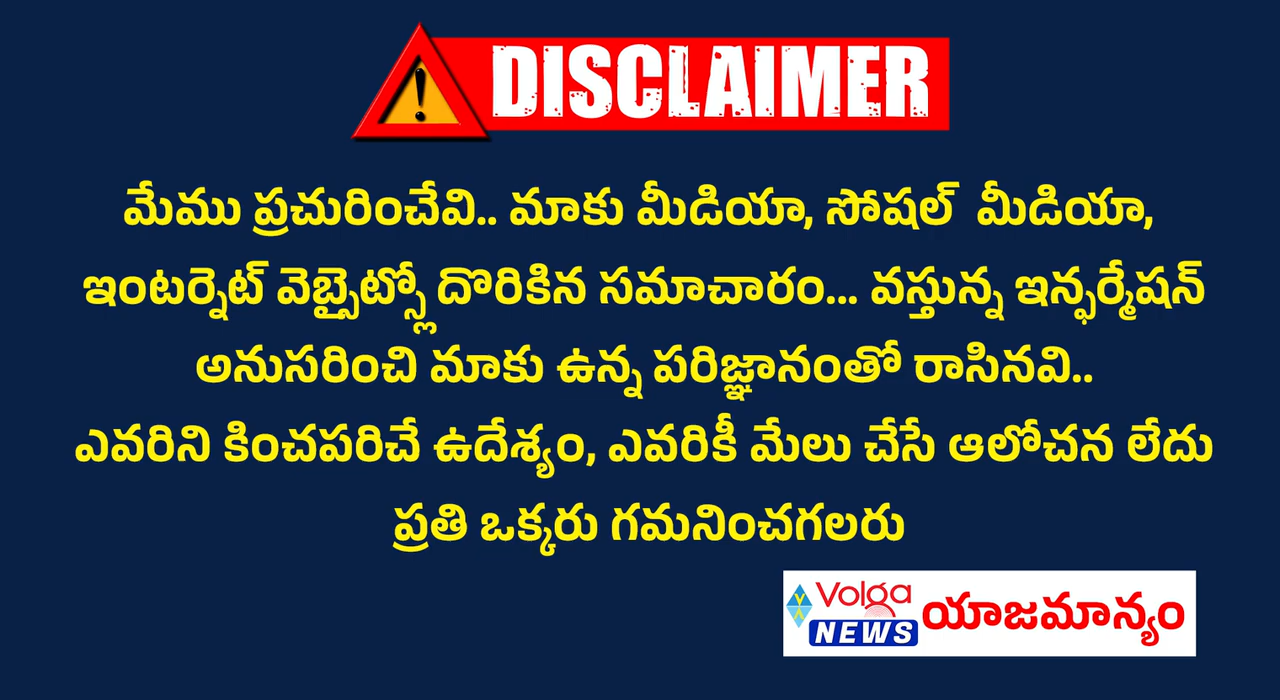 DISCLAIMER
మేము ప్రచురించేవి.. మాకు మీడియా, సోషల్ మీడియా,
ఇంటర్నెట్ వెబ్సైట్స్లో దొరికిన సమాచారం... వస్తున్న ఇన్ఫర్మేషన్
అనుసరించి మాకు ఉన్న పరిజ్ఞానంతో రాసినవి..
ఎవరిని కించపరిచే ఉదేశ్యం, ఎవరికీ మేలు చేసే ఆలోచన లేదు
ప్రతి ఒక్కరు గమనించగలరు
Volga NEWS యాజమాన్యం